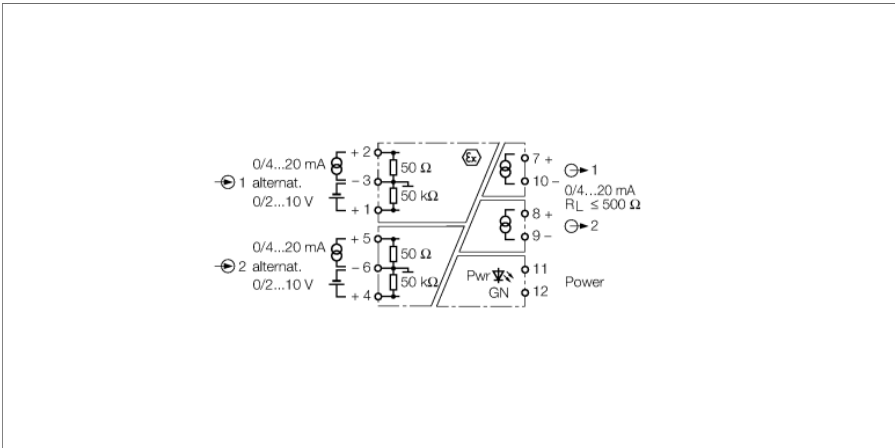 0/4...20 mA
1 alternat.
0/2...10 V
+ 2
– 3
+ 1
50 Ω
50 kΩ
Ex
7 +
10 –
1
0/4...20 mA
RL ≤ 500 Ω
8 +
9 –
2
0/4...20 mA
2 alternat.
0/2...10 V
+ 5
– 6
+ 4
50 Ω
50 kΩ
Pwr
GN
11
12
Power